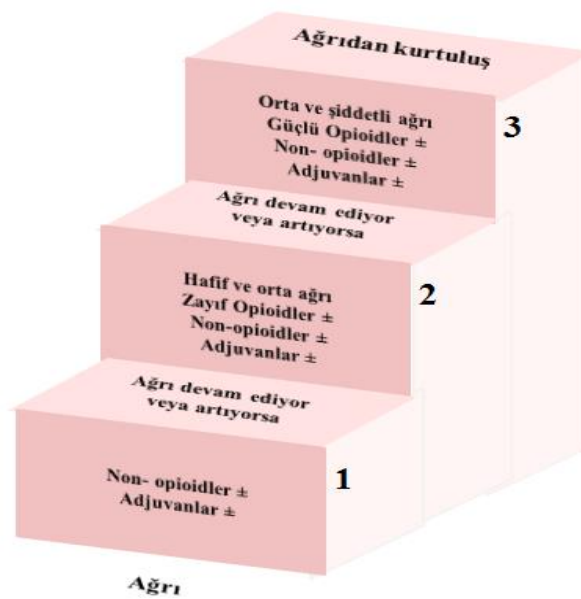 Ağrıdan kurtuluş
Orta ve şiddetli ağrı
Güçlü Opioidler ±
Non- opioidler ±
Adjuvanlar ±
3
Ağrı devam ediyor
veya artıyorsa
Hafif ve orta ağrı
Zayıf Opioidler ±
Non-opioidler ±
Adjuvanlar ±
2
Ağrı devam ediyor
veya artıyorsa
Non- opioidler ±
Adjuvanlar ±
1
Ağrı